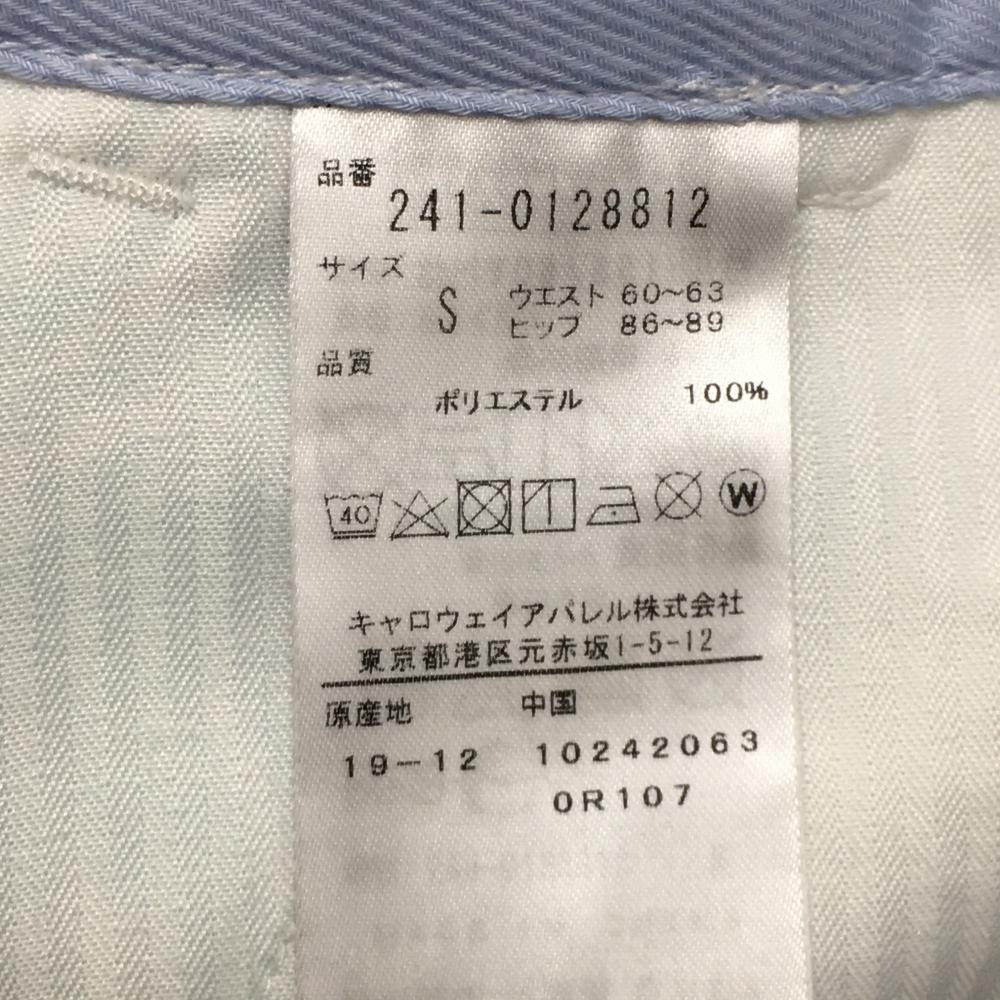 品番
241-0128812
サイズ
S ウエスト 60~63
ヒップ 86~89
品質
ポリエステル 100%
40 W
キャロウェイアパレル株式会社
東京都港区元赤坂1-5-12
原産地 中国
19-12 10242063
0R107